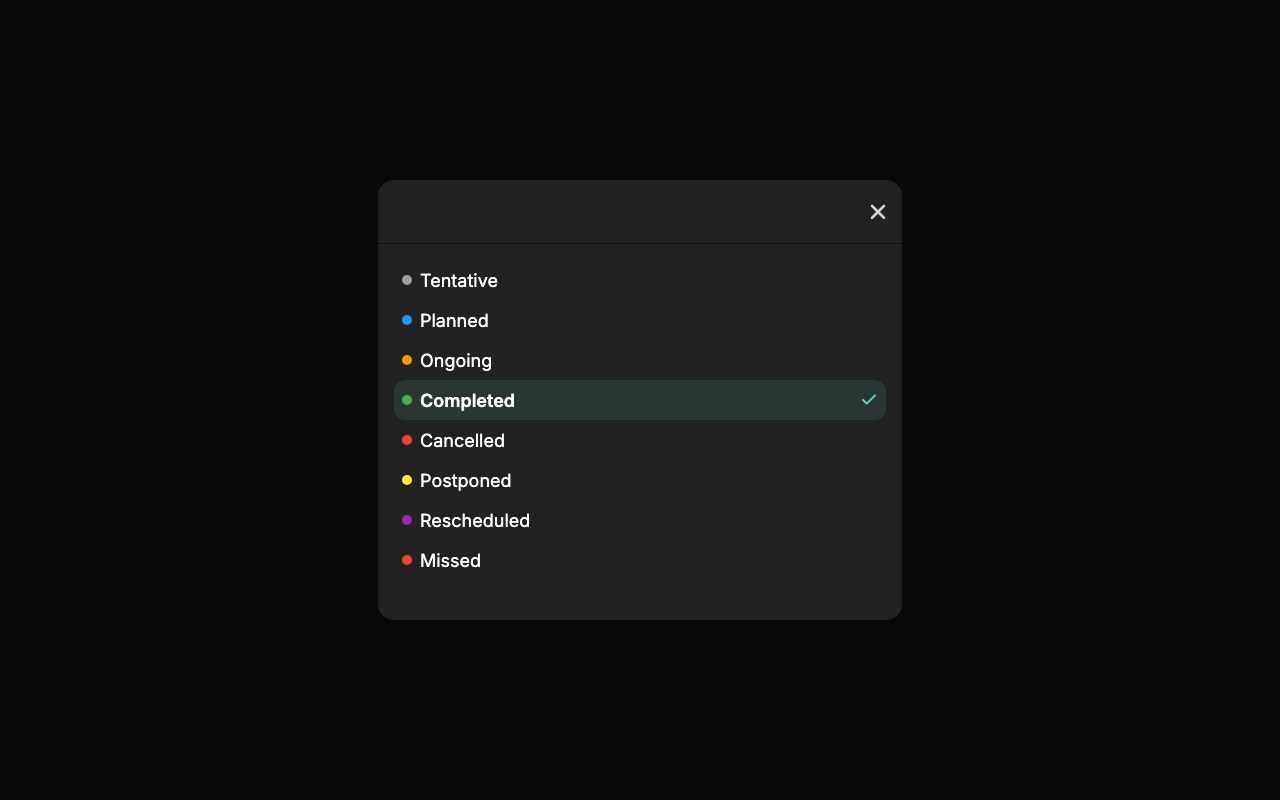 Tentative
Planned
Ongoing
Completed
Cancelled
Postponed
Rescheduled
Missed